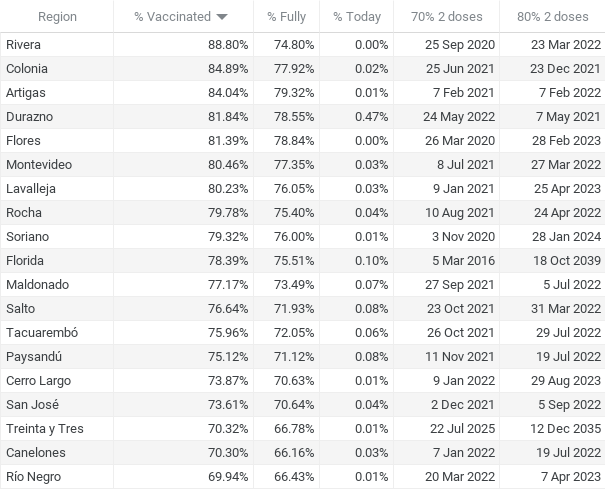 Region % Vaccinated % Fully % Today 70% 2 doses 80% 2 doses
Rivera 88.80% 74.80% 0.00% 25 Sep 2020 23 Mar 2022
Colonia 84.89% 77.92% 0.02% 25 Jun 2021 23 Dec 2021
Artigas 84.04% 79.32% 0.01% 7 Feb 2021 7 Feb 2022
Durazno 81.84% 78.55% 0.47% 24 May 2022 7 May 2021
Flores 81.39% 78.84% 0.00% 26 Mar 2020 28 Feb 2023
Montevideo 80.46% 77.35% 0.03% 8 Jul 2021 27 Mar 2022
Lavalleja 80.23% 76.05% 0.03% 9 Jan 2021 25 Apr 2023
Rocha 79.78% 75.40% 0.04% 10 Aug 2021 24 Apr 2022
Soriano 79.32% 76.00% 0.01% 3 Nov 2020 28 Jan 2024
Florida 78.39% 75.51% 0.10% 5 Mar 2016 18 Oct 2039
Maldonado 77.17% 73.49% 0.07% 27 Sep 2021 5 Jul 2022
Salto 76.64% 71.93% 0.08% 23 Oct 2021 31 Mar 2022
Tacuarembó 75.96% 72.05% 0.06% 26 Oct 2021 29 Jul 2022
Paysandú 75.12% 71.12% 0.08% 11 Nov 2021 19 Jul 2022
Cerro Largo 73.87% 70.63% 0.01% 9 Jan 2022 29 Aug 2023
San José 73.61% 70.64% 0.04% 2 Dec 2021 5 Sep 2022
Treinta y Tres 70.32% 66.78% 0.01% 22 Jul 2025 12 Dec 2035
Canelones 70.30% 66.16% 0.03% 7 Jan 2022 19 Jul 2022
Río Negro 69.94% 66.43% 0.01% 20 Mar 2022 7 Apr 2023